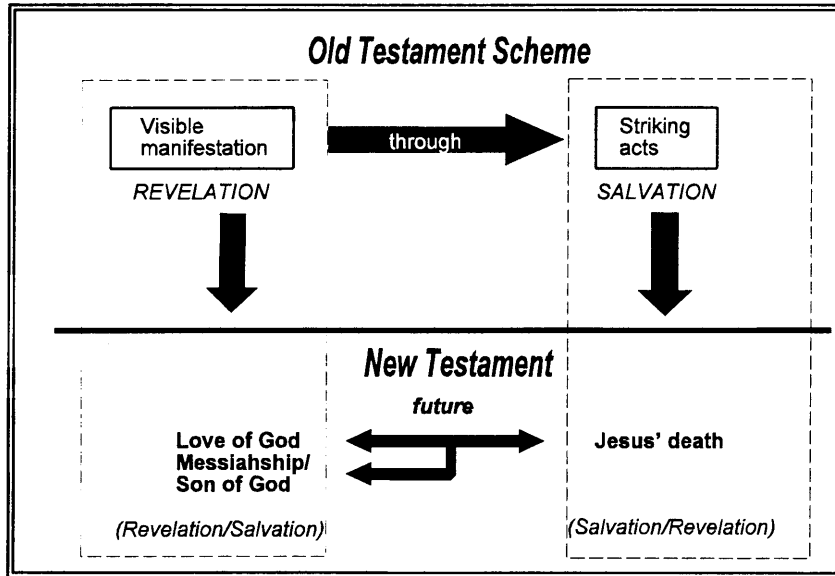 Old Testament Scheme
Visible
manifestation
through
Striking
acts
REVELATION
SALVATION
New Testament
future
Love of God
Messiahship/
Son of God
Jesus' death
(Revelation/Salvation)
(Salvation/Revelation)